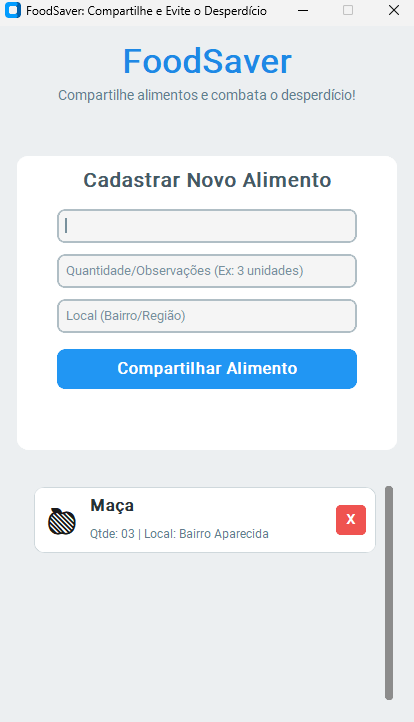 FoodSaver: Compartilhe e Evite o Desperdício
FoodSaver
Compartilhe alimentos e combata o desperdício!
Cadastrar Novo Alimento
Quantidade/Observações (Ex: 3 unidades)
Local (Bairro/Região)
Compartilhar Alimento
Maça
X
Qtde: 03 | Local: Bairro Aparecida